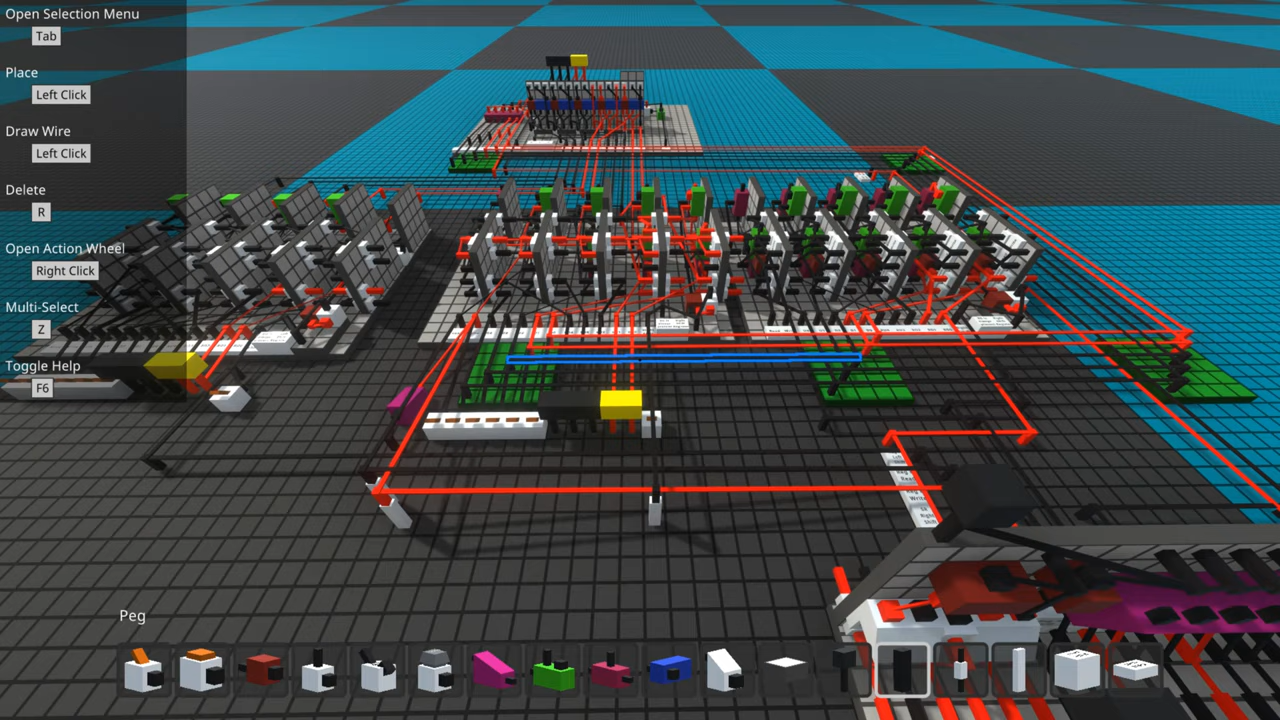 Open Selection Menu
Tab
Place
Left Click
Draw Wire
Left Click
Delete
R
Open Action Wheel
Right Click
Multi-Select
Z
Toggle Help
F6
Peg